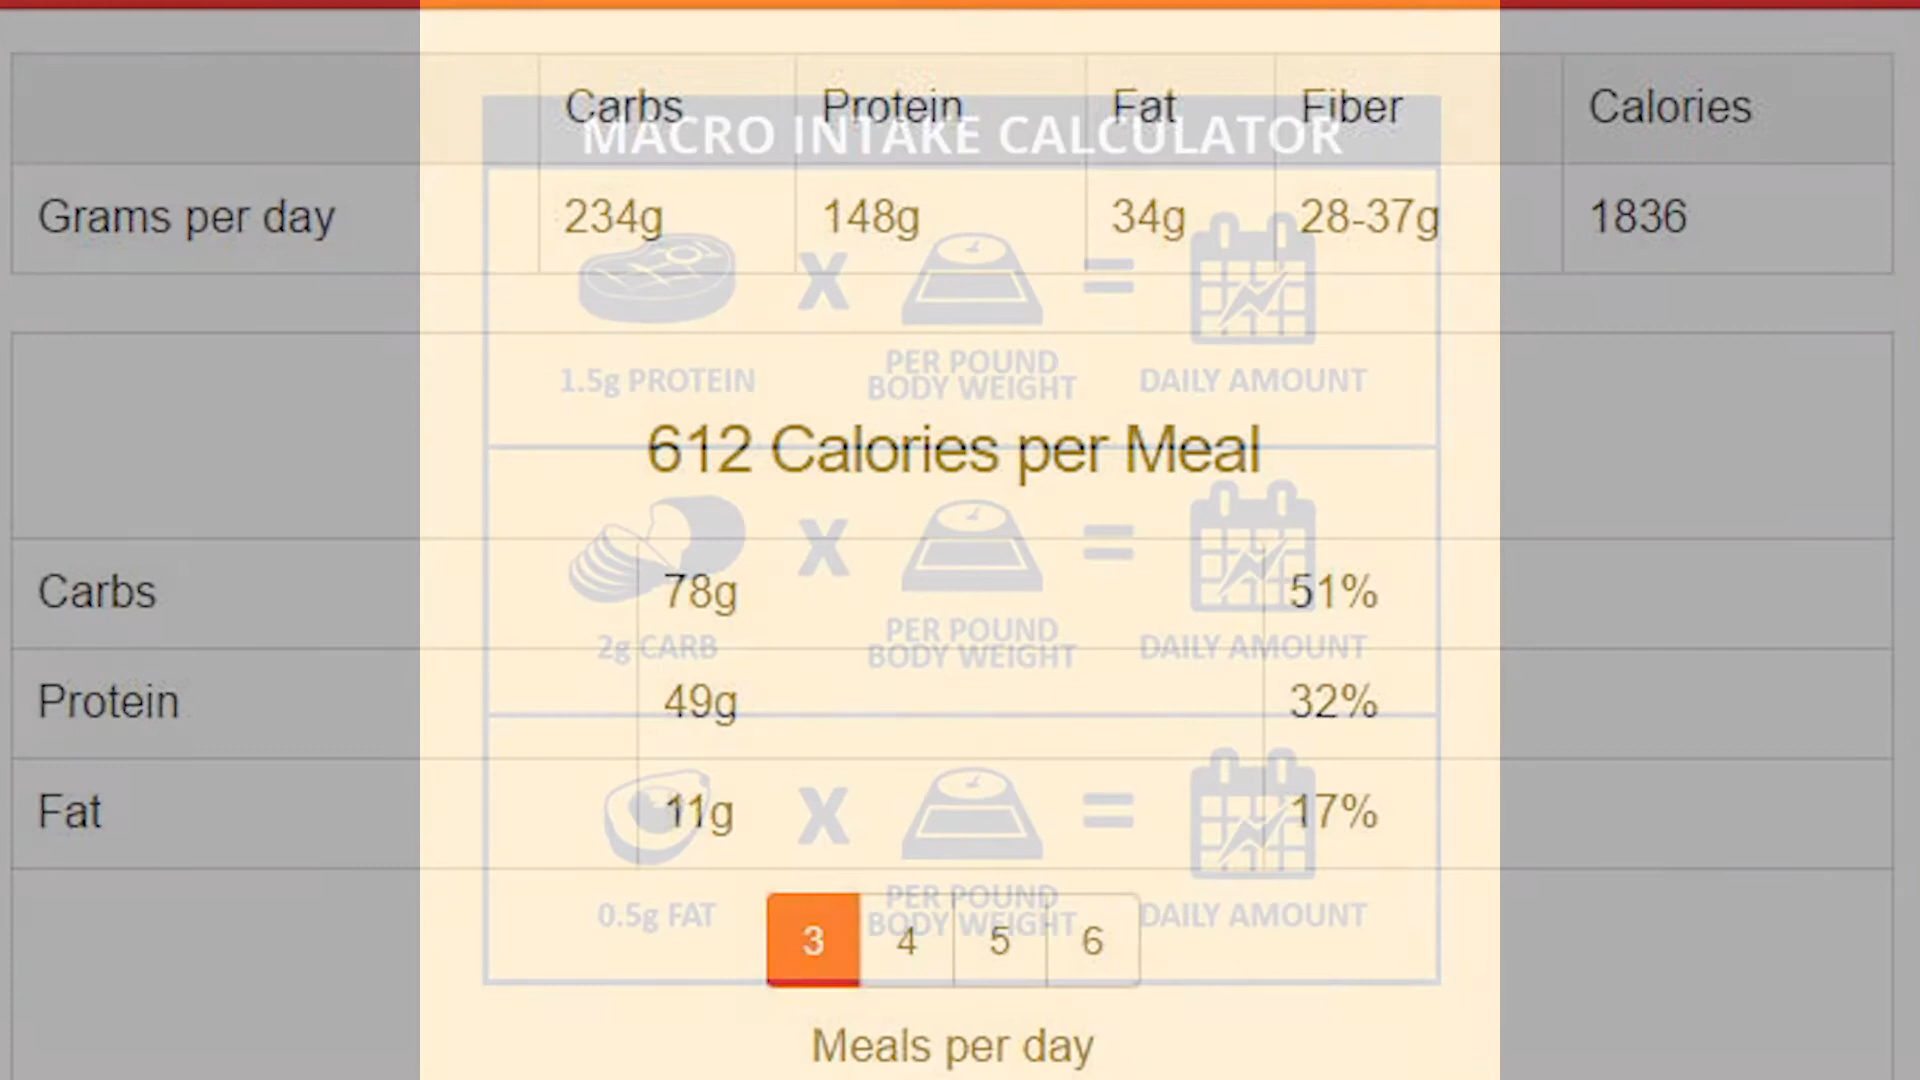 Carbs Protein Fat Fiber Calories
MACRO INTAKE CALCULATOR
Grams per day 234g 148g 34g 28-37g 1836
X =
1.5g PROTEIN PER POUND BODY WEIGHT DAILY AMOUNT
612 Calories per Meal
X =
Carbs 78g 51%
2g CARB PER POUND BODY WEIGHT DAILY AMOUNT
Protein 49g 32%
Fat 11g 17%
X =
0.5g FAT PER POUND BODY WEIGHT DAILY AMOUNT
3 4 5 6
Meals per day